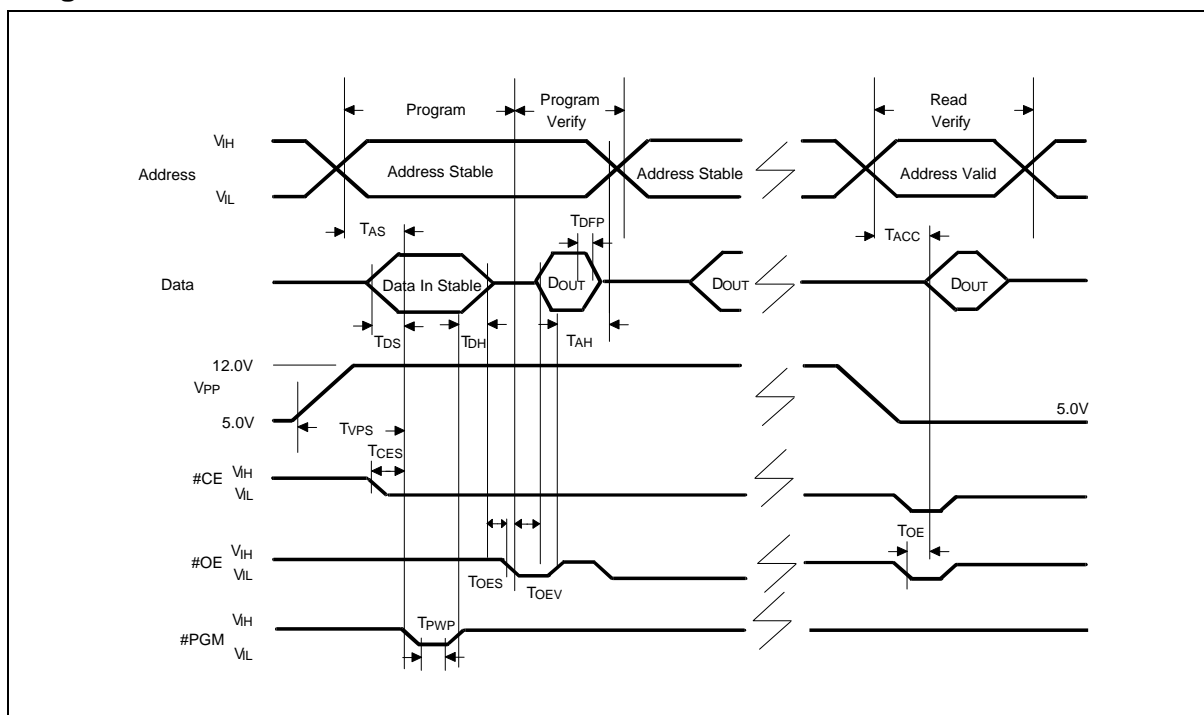 Program
Program
Verify
Read
Verify
VIH
Address
Address Stable
Address Stable
Address Valid
VIL
TAS
TDFP
TACC
Data
Data In Stable
DOUT
DOUT
DOUT
TDS
TDH
TAH
12.0V
VPP
5.0V
5.0V
TVPS
TCES
#CE
VIH
VIL
TOE
#OE
VIH
VIL
TOES
TOEV
#PGM
VIH
VIL
TPWP